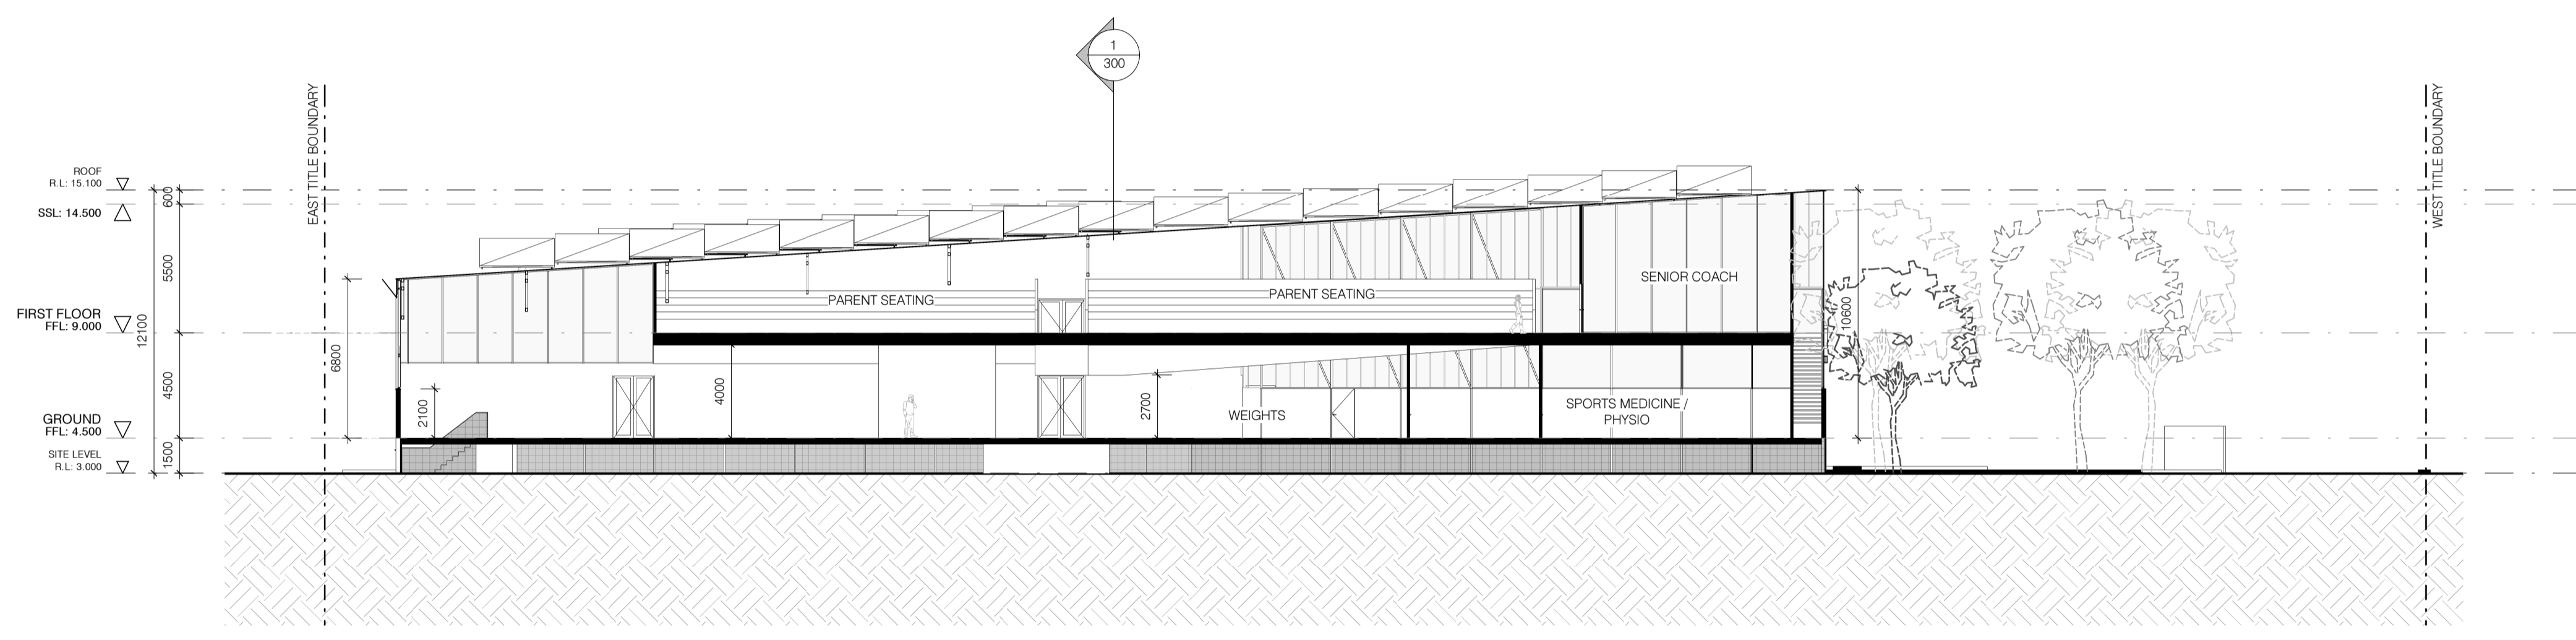 1
300
EAST TITLE BOUNDARY
WEST TITLE BOUNDARY
ROOF
R.L: 15.100
SSL: 14.500
FIRST FLOOR
FFL: 9.000
GROUND
FFL: 4.500
SITE LEVEL
R.L: 3.000
12100
600
5500
4500
1500
6800
2100
4000
2700
10600
PARENT SEATING
PARENT SEATING
SENIOR COACH
WEIGHTS
SPORTS MEDICINE /
PHYSIO